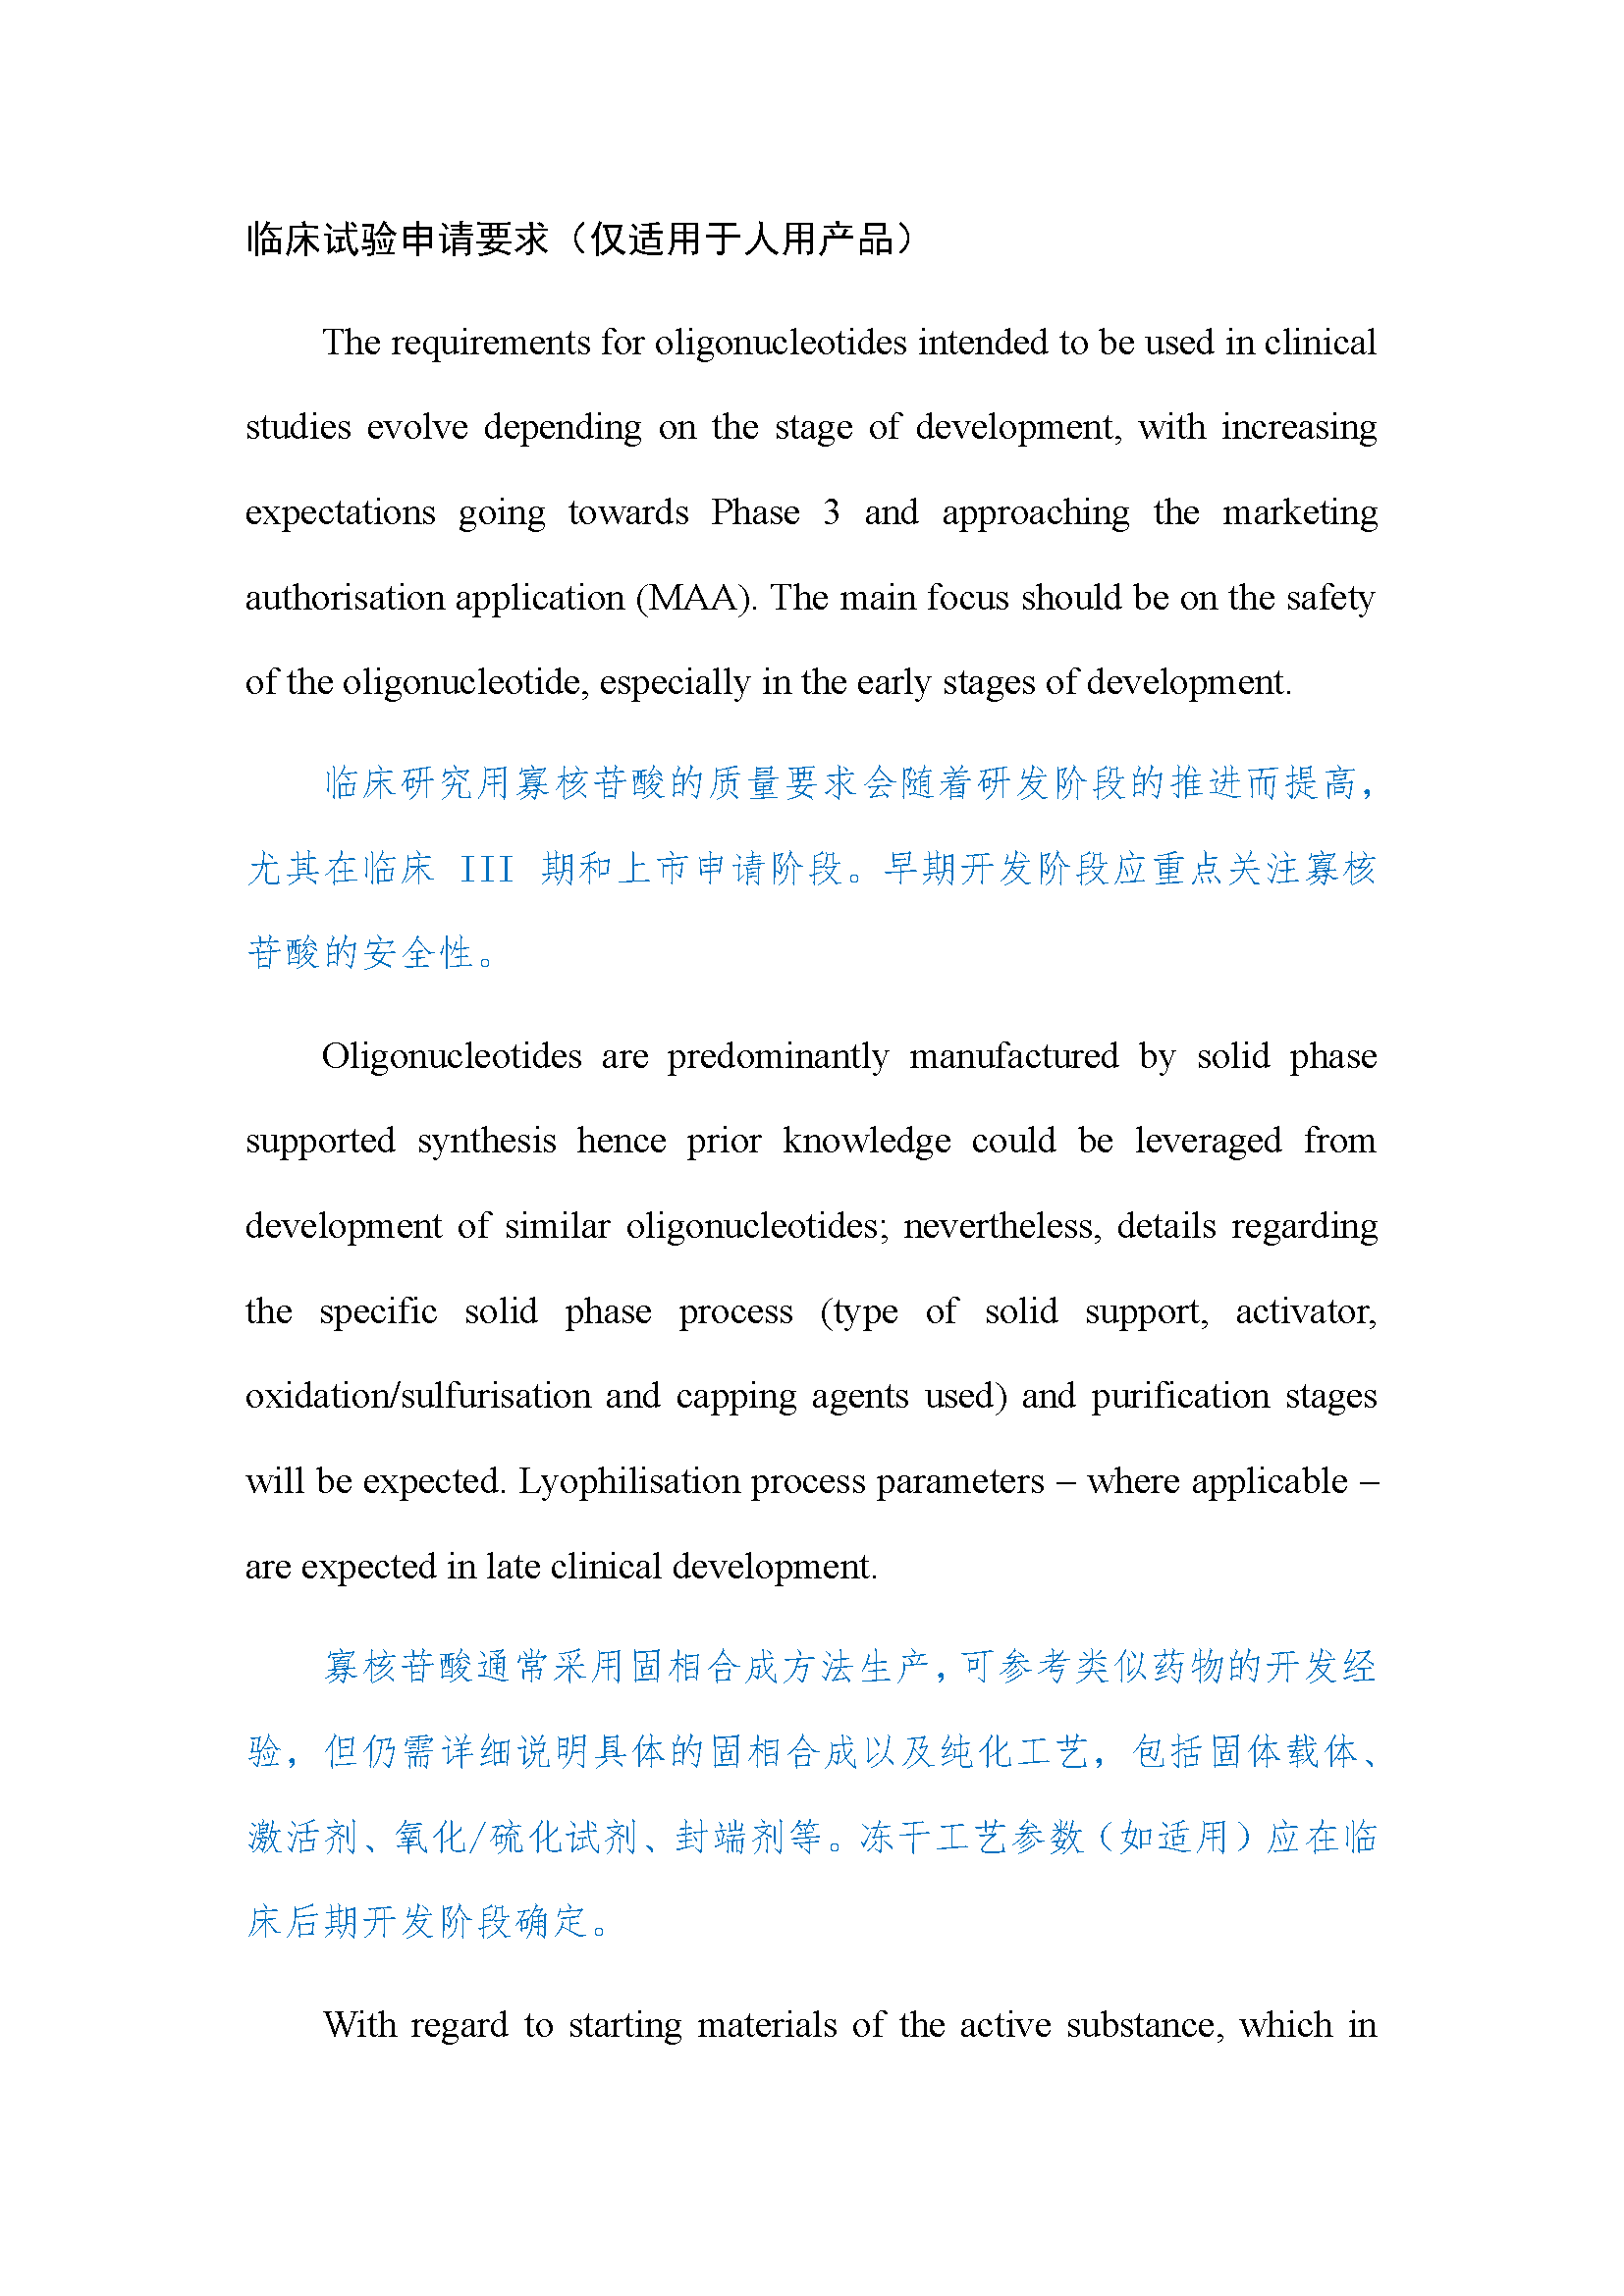 临床试验申请要求（仅适用于人用产品）
The requirements for oligonucleotides intended to be used in clinical
studies evolve depending on the stage of development, with increasing
expectations going towards Phase 3 and approaching the marketing
authorisation application (MAA). The main focus should be on the safety
of the oligonucleotide, especially in the early stages of development.
临床研究用寡核苷酸的质量要求会随着研发阶段的推进而提高，
尤其在临床 III 期和上市申请阶段。早期开发阶段应重点关注寡核
苷酸的安全性。
Oligonucleotides are predominantly manufactured by solid phase
supported synthesis hence prior knowledge could be leveraged from
development of similar oligonucleotides; nevertheless, details regarding
the specific solid phase process (type of solid support, activator,
oxidation/sulfurisation and capping agents used) and purification stages
will be expected. Lyophilisation process parameters – where applicable –
are expected in late clinical development.
寡核苷酸通常采用固相合成方法生产，可参考类似药物的开发经
验，但仍需详细说明具体的固相合成以及纯化工艺，包括固体载体、
激活剂、氧化/硫化试剂、封端剂等。冻干工艺参数（如适用）应在临
床后期开发阶段确定。
With regard to starting materials of the active substance, which in